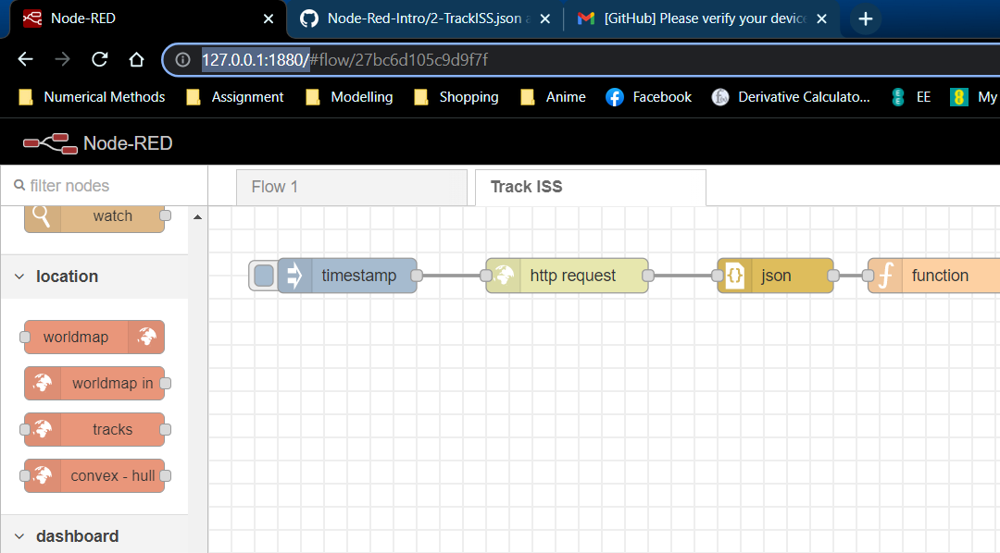 Node-RED
Node-Red-Intro/2-TrackISS.json a
[GitHub] Please verify your device
127.0.0.1:1880/#flow/27bc6d105c9d9f7f
Numerical Methods Assignment Modelling Shopping Anime Facebook Derivative Calculato... EE My
Node-RED
filter nodes
Flow 1
Track ISS
watch
location
timestamp
http request
json
function
worldmap
worldmap in
tracks
convex - hull
dashboard